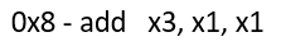 0x8 - add x3, x1, x1